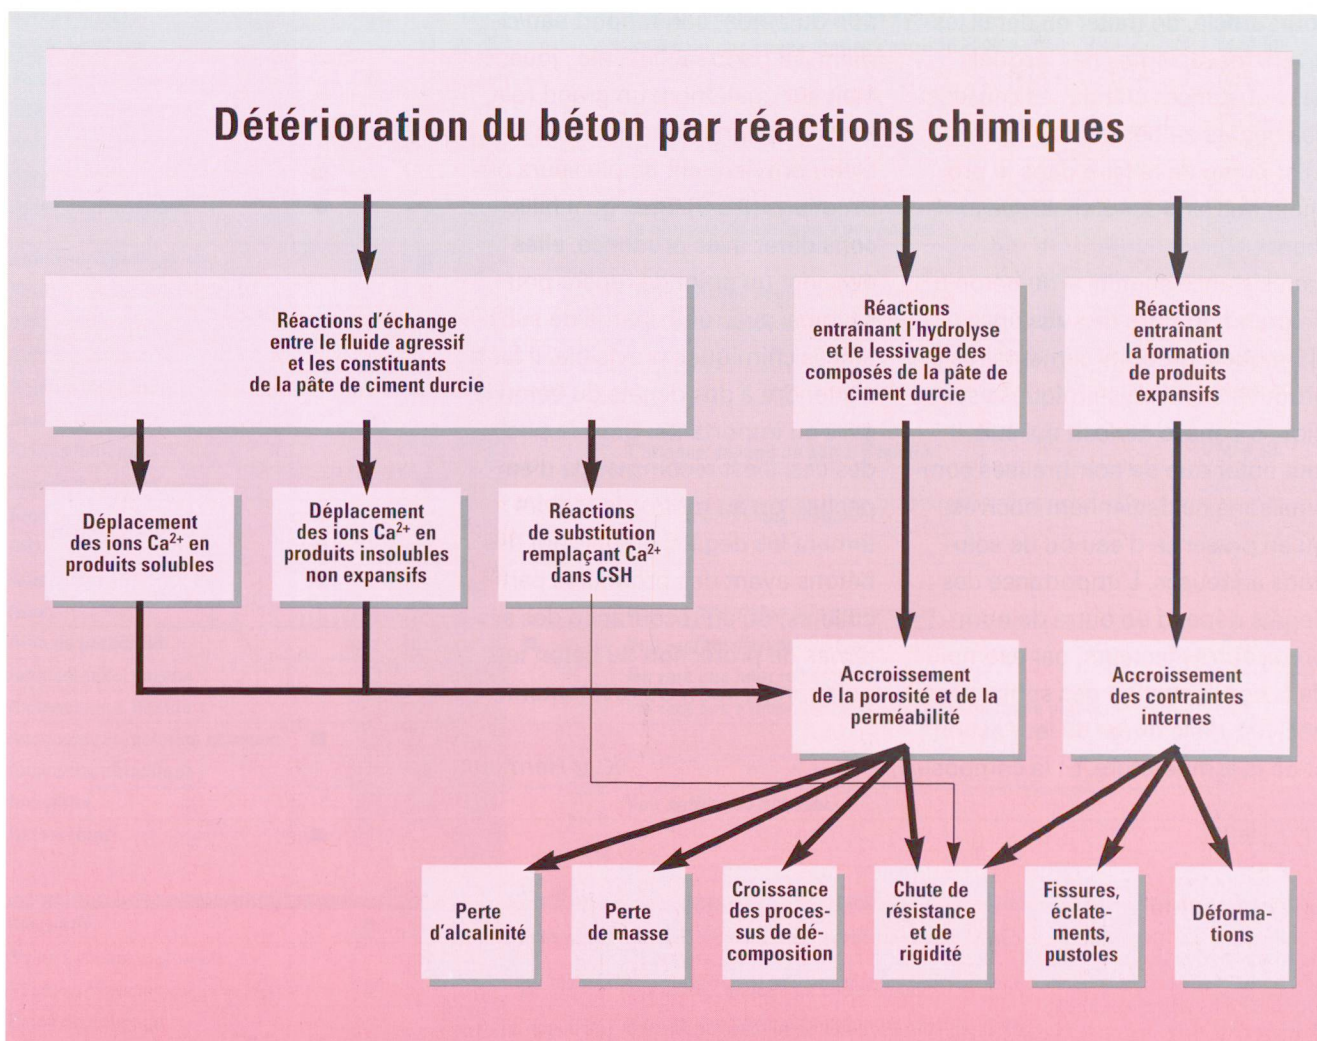 Détérioration du béton par réactions chimiques
Réactions d'échange
entre le fluide agressif
et les constituants
de la pâte de ciment durcie
Réactions
entraînant l'hydrolyse
et le lessivage des
composés de la pâte de
ciment durcie
Réactions
entraînant
la formation
de produits
expansifs
Déplacement
des ions Ca²⁺ en
produits solubles
Déplacement
des ions Ca²⁺ en
produits insolubles
non expansifs
Réactions
de substitution
remplaçant Ca²⁺
dans CSH
Accroissement
de la porosité et de la
perméabilité
Accroissement
des contraintes
internes
Perte
d'alcalinité
Perte
de masse
Croissance
des proces-
sus de dé-
composition
Chute de
résistance
et de
rigidité
Fissures,
éclate-
ments,
pustoles
Déforma-
tions